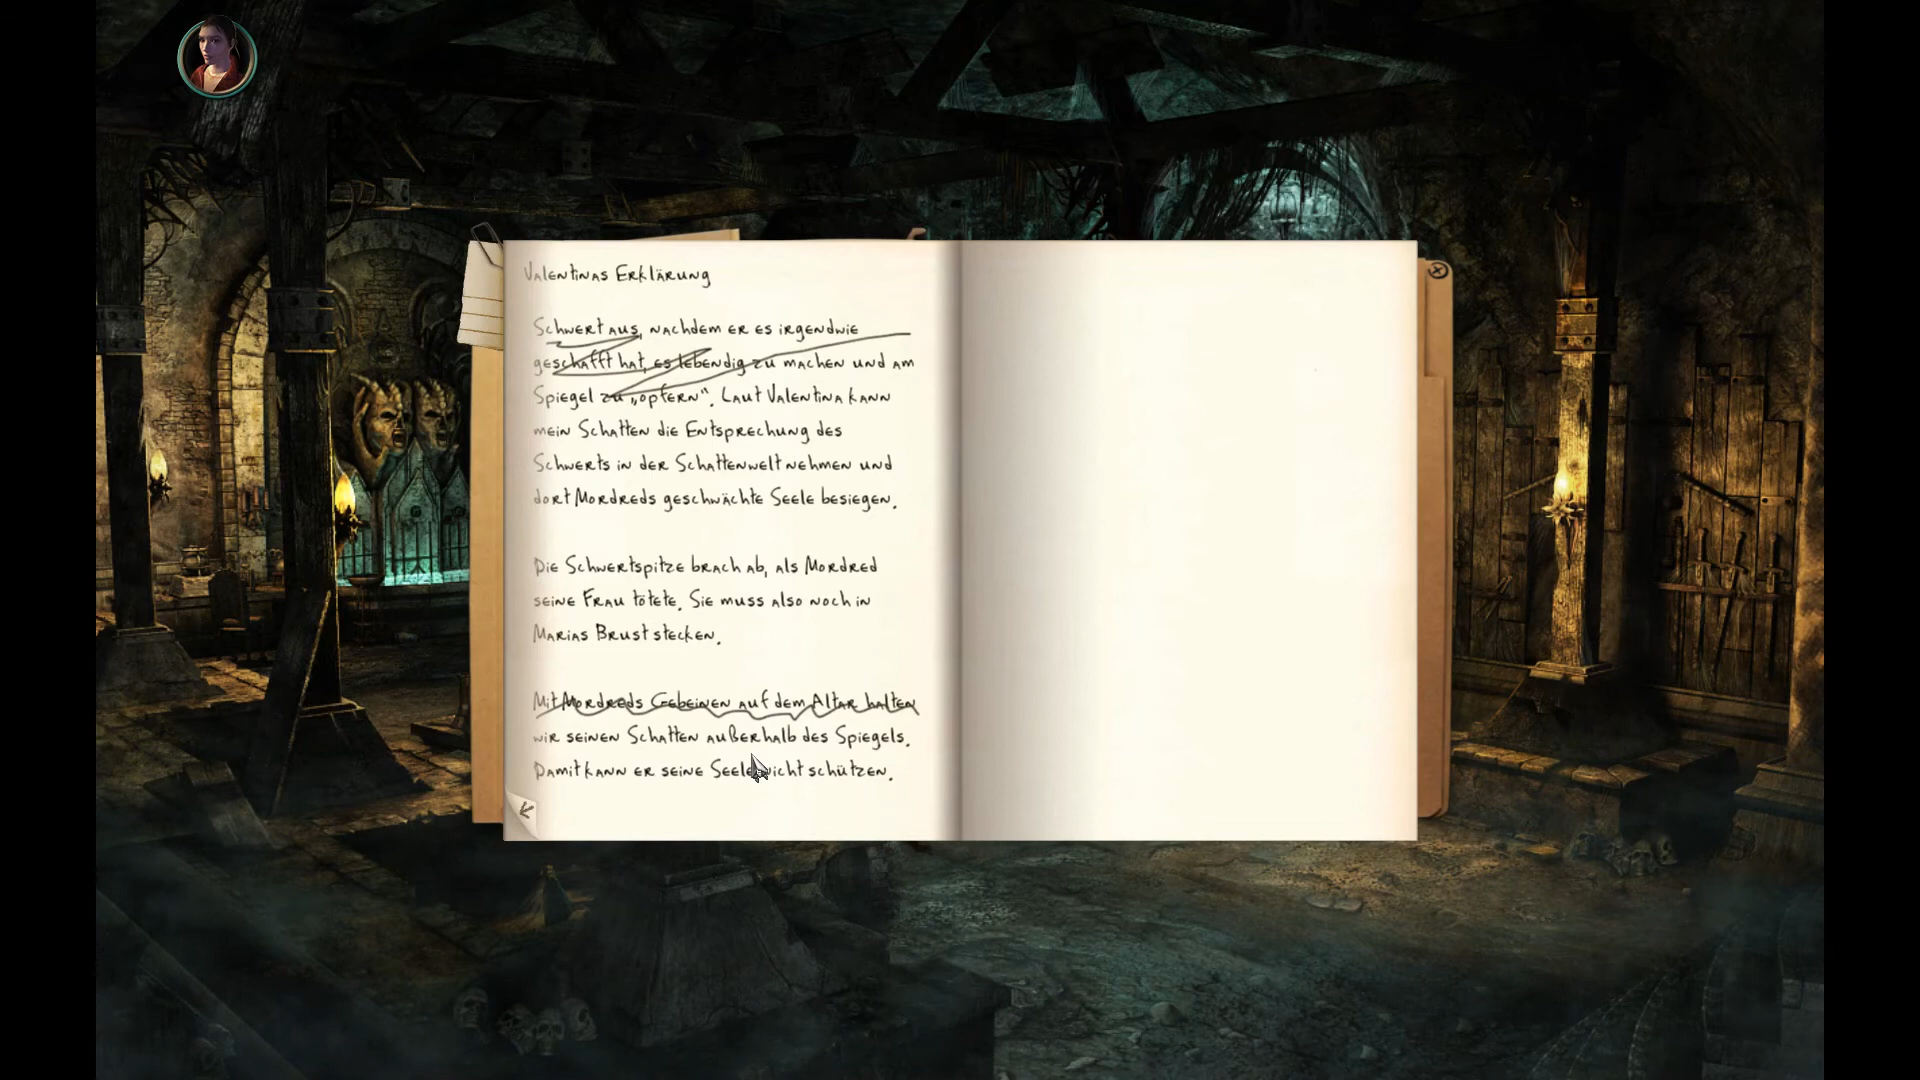 Valentinas Erklärung
Schwert aus, nachdem er es irgendwie
geschafft hat, es lebendig zu machen und am
Spiegel zu „opfern“. Laut Valentina kann
mein Schatten die Entsprechung des
Schwerts in der Schattenwelt nehmen und
dort Mordreds geschwächte Seele besiegen.
Die Schwertspitze brach ab, als Mordred
seine Frau tötete. Sie muss also noch in
Marias Brust stecken.
Mit Mordreds Gebeinen auf dem Altar halten
wir seinen Schatten außerhalb des Spiegels.
Damit kann er seine Seele nicht schützen.